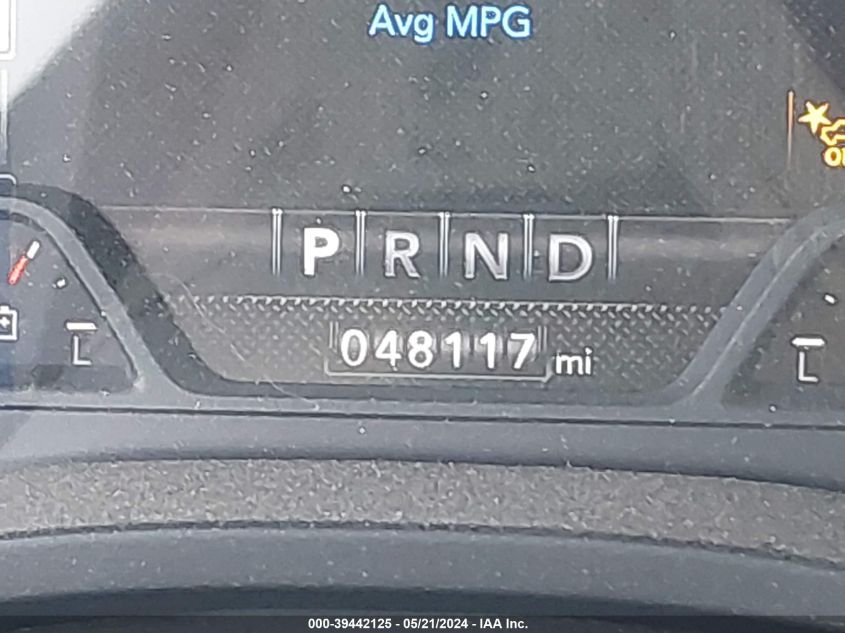 Avg MPG
P R N D
048117 mi
L L
000-39442125 - 05/21/2024 - IAA Inc.